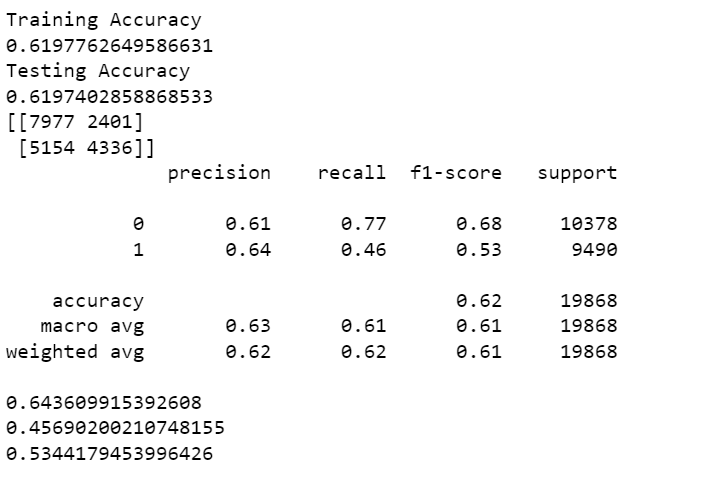 Training Accuracy
0.6197762649586631
Testing Accuracy
0.6197402858868533
[[7977 2401]
 [5154 4336]]
precision recall f1-score support
0 0.61 0.77 0.68 10378
1 0.64 0.46 0.53 9490
accuracy 0.62 19868
macro avg 0.63 0.61 0.61 19868
weighted avg 0.62 0.62 0.61 19868
0.643609915392608
0.45690200210748155
0.5344179453996426